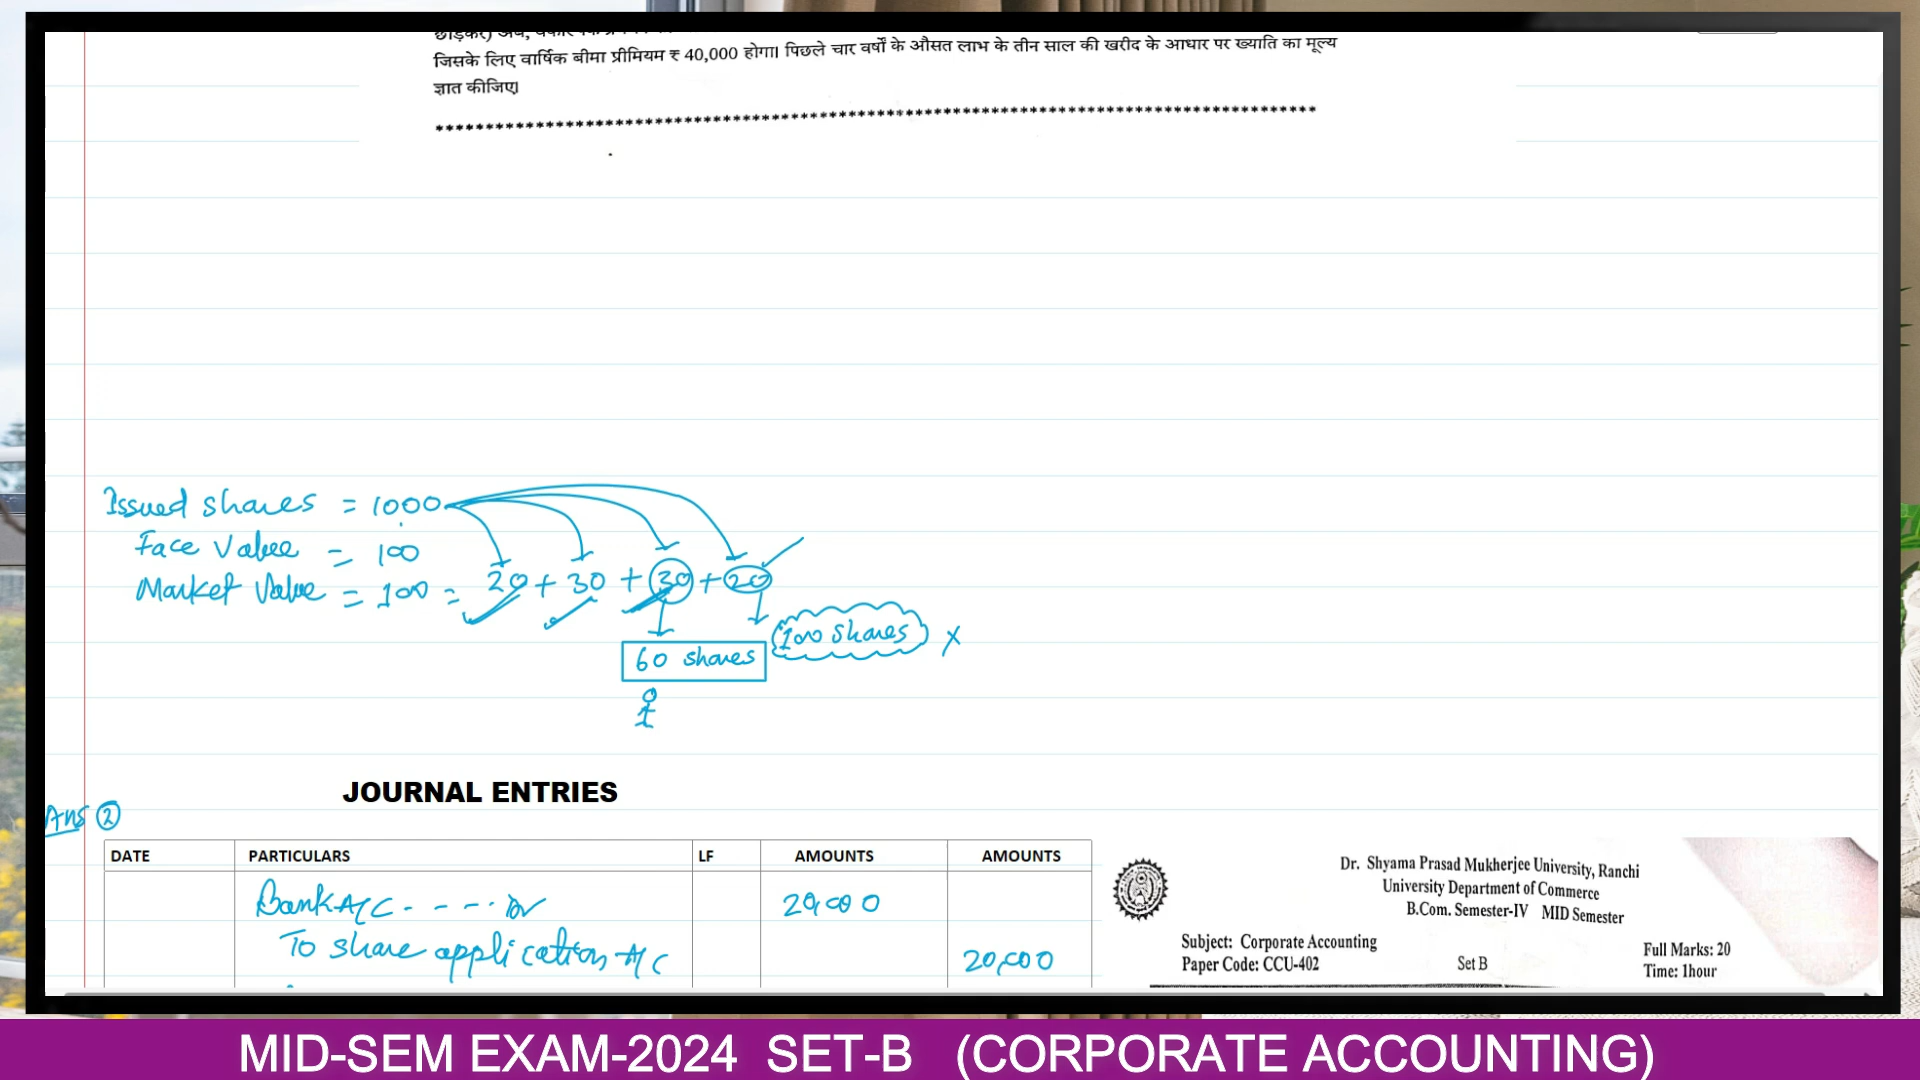 जिसके लिए वार्षिक बीमा प्रीमियम ₹ 40,000 होगा। पिछले चार वर्षों के औसत लाभ के तीन साल की खरीद के आधार पर ख्याति का मूल्य
ज्ञात कीजिए।
****************************************************************************************
Issued shares = 1000
Face Value = 100
Market Value = 100 = 20 + 30 + 30 + 20
100 shares x
60 shares
JOURNAL ENTRIES
Ans 2
DATE PARTICULARS LF AMOUNTS AMOUNTS
Bank A/C - - - - Dr 20,000
To share application A/C 20,000
Dr. Shyama Prasad Mukherjee University, Ranchi
University Department of Commerce
B.Com. Semester-IV MID Semester
Subject: Corporate Accounting
Paper Code: CCU-402 Set B
Full Marks: 20
Time: 1hour
MID-SEM EXAM-2024 SET-B (CORPORATE ACCOUNTING)